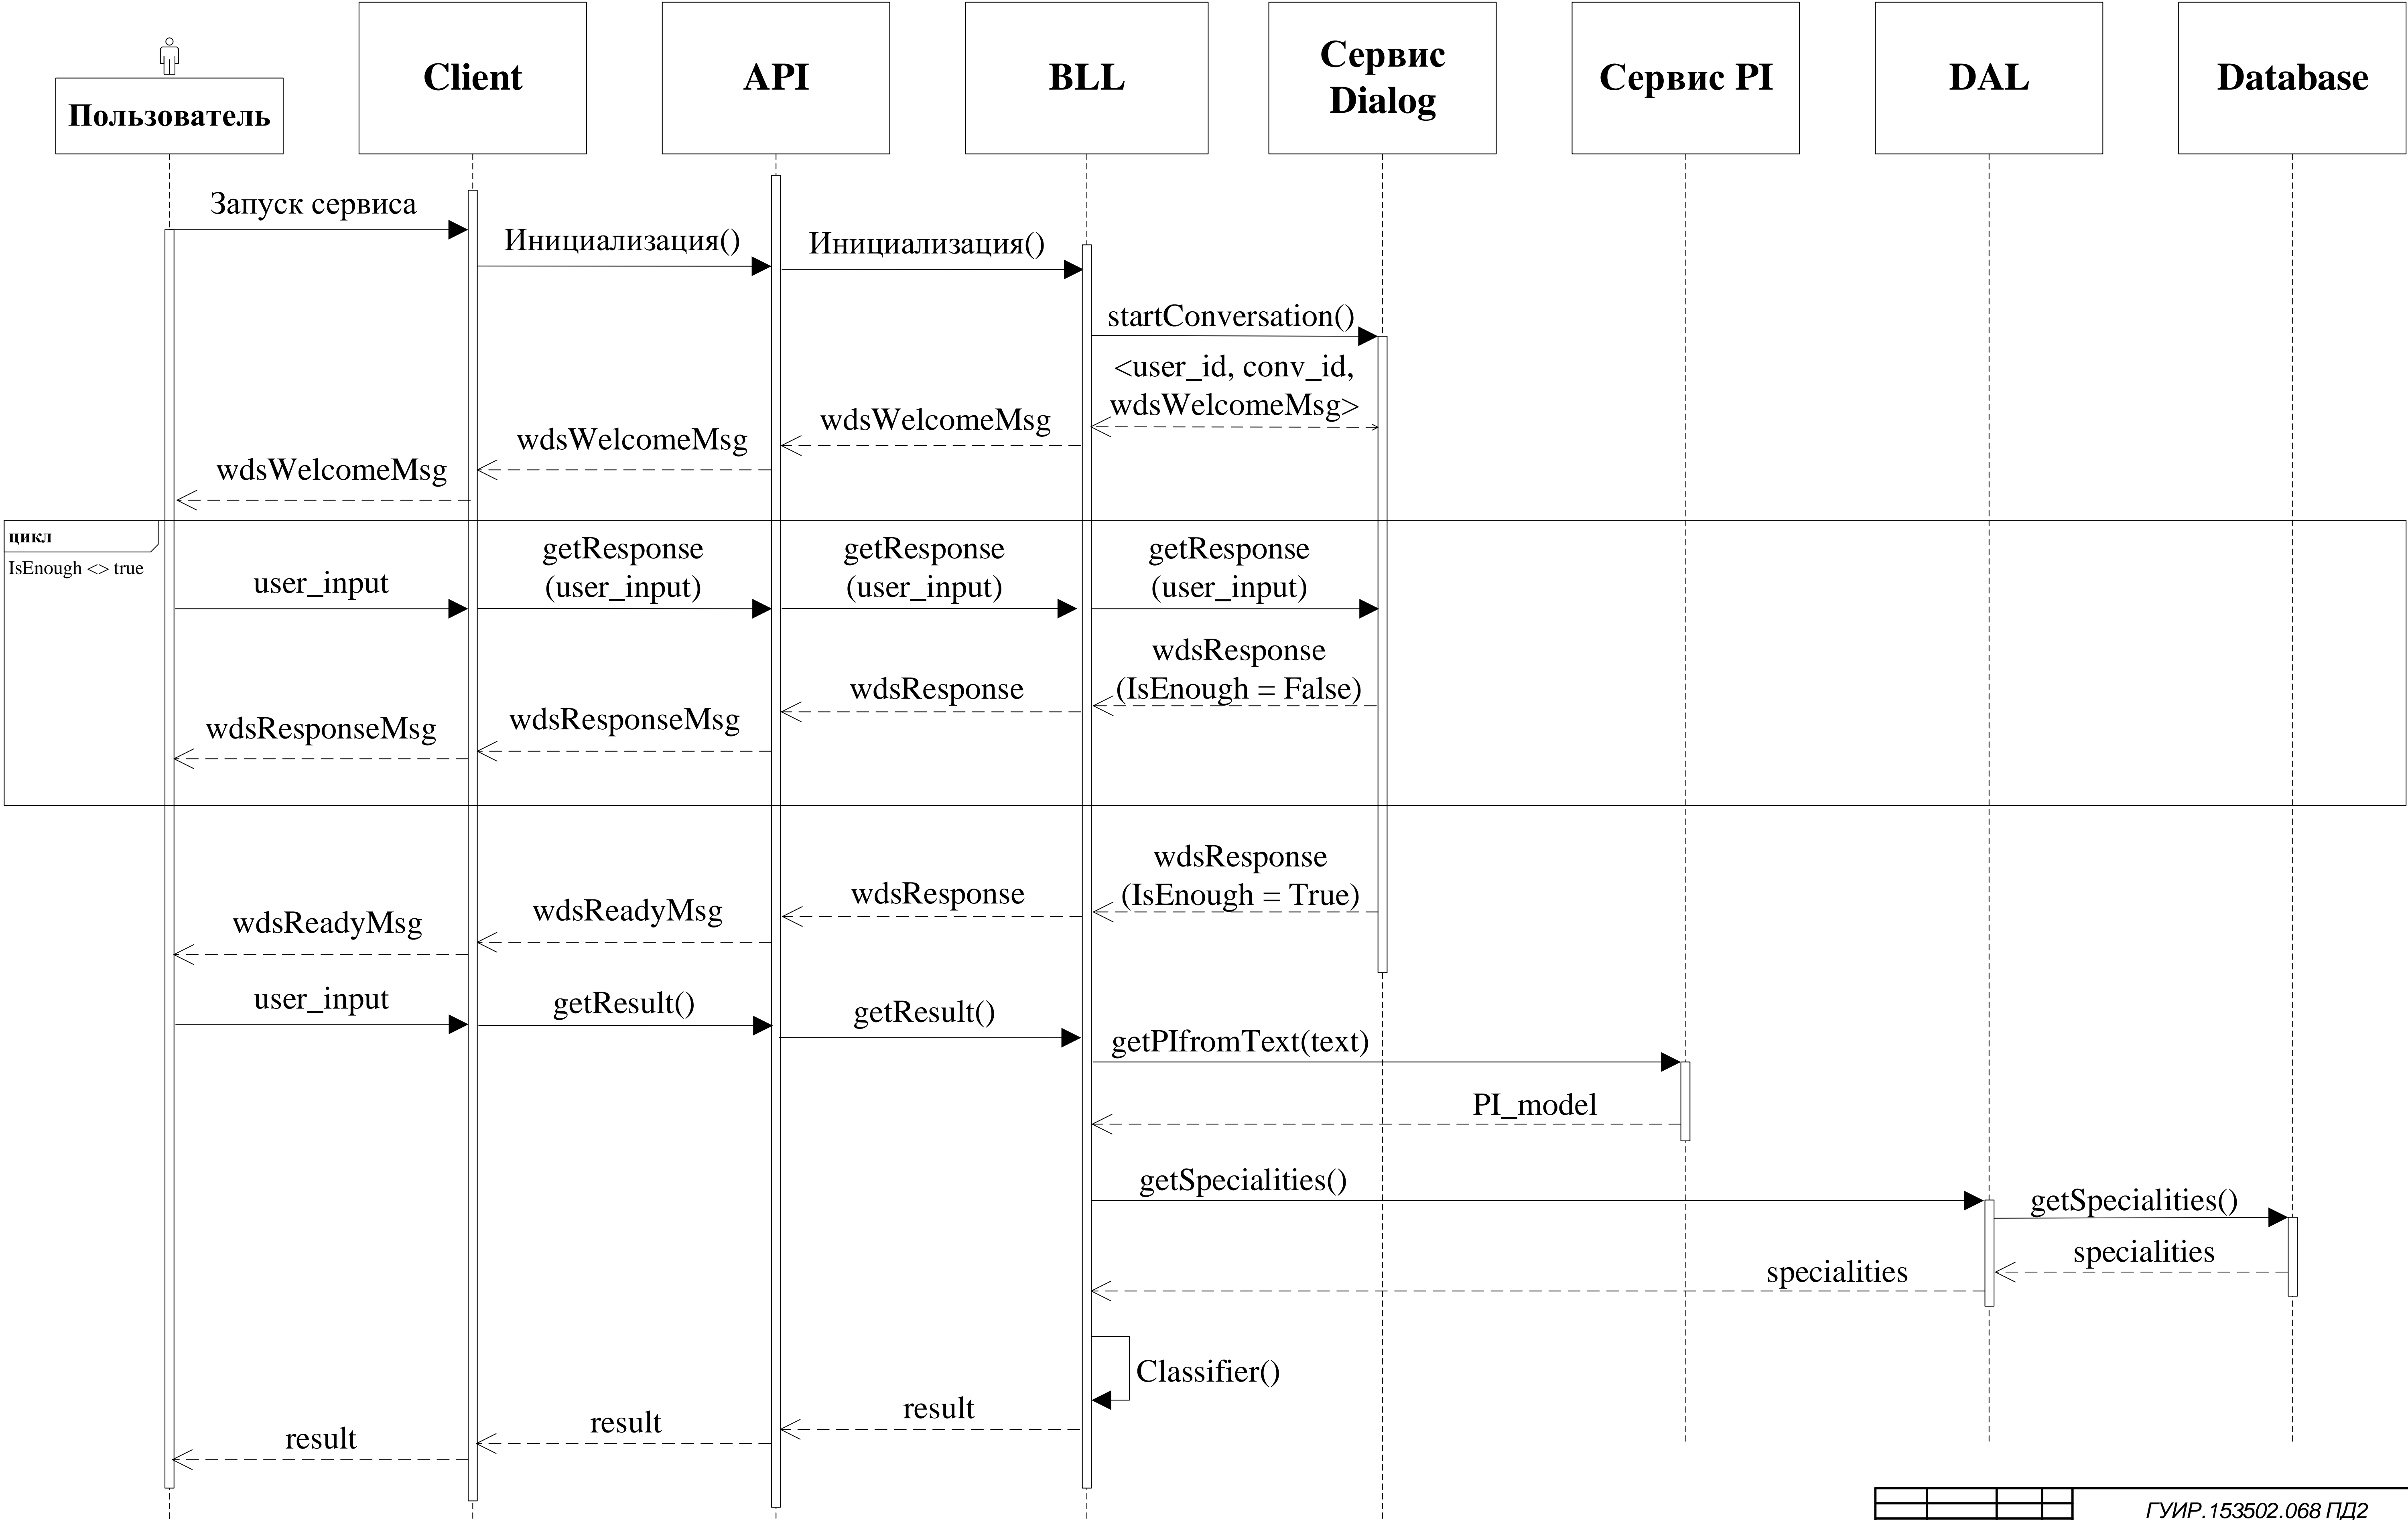 Пользователь
Client
API
BLL
Сервис
Dialog
Сервис PI
DAL
Database
Запуск сервиса
Инициализация()
Инициализация()
startConversation()
<user_id, conv_id,
wdsWelcomeMsg>
wdsWelcomeMsg
wdsWelcomeMsg
wdsWelcomeMsg
цикл
IsEnough <> true
user_input
getResponse
(user_input)
getResponse
(user_input)
getResponse
(user_input)
wdsResponse
(IsEnough = False)
wdsResponse
wdsResponseMsg
wdsResponseMsg
wdsResponse
(IsEnough = True)
wdsResponse
wdsReadyMsg
wdsReadyMsg
user_input
getResult()
getResult()
getPIfromText(text)
PI_model
getSpecialities()
getSpecialities()
specialities
specialities
Classifier()
result
result
result
ГУИР.153502.068 ПД2